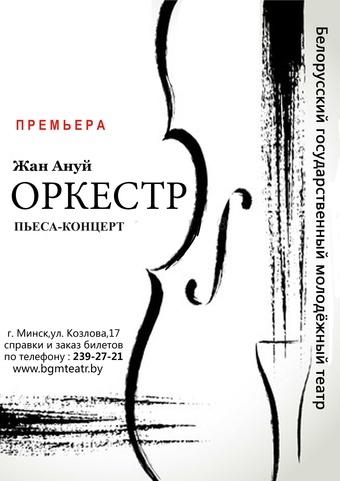 ПРЕМЬЕРА
Жан Ануй
ОРКЕСТР
ПЬЕСА-КОНЦЕРТ
г. Минск,ул. Козлова,17
справки и заказ билетов
по телефону : 239-27-21
www.bgmteatr.by
Белорусский государственный молодёжный театр